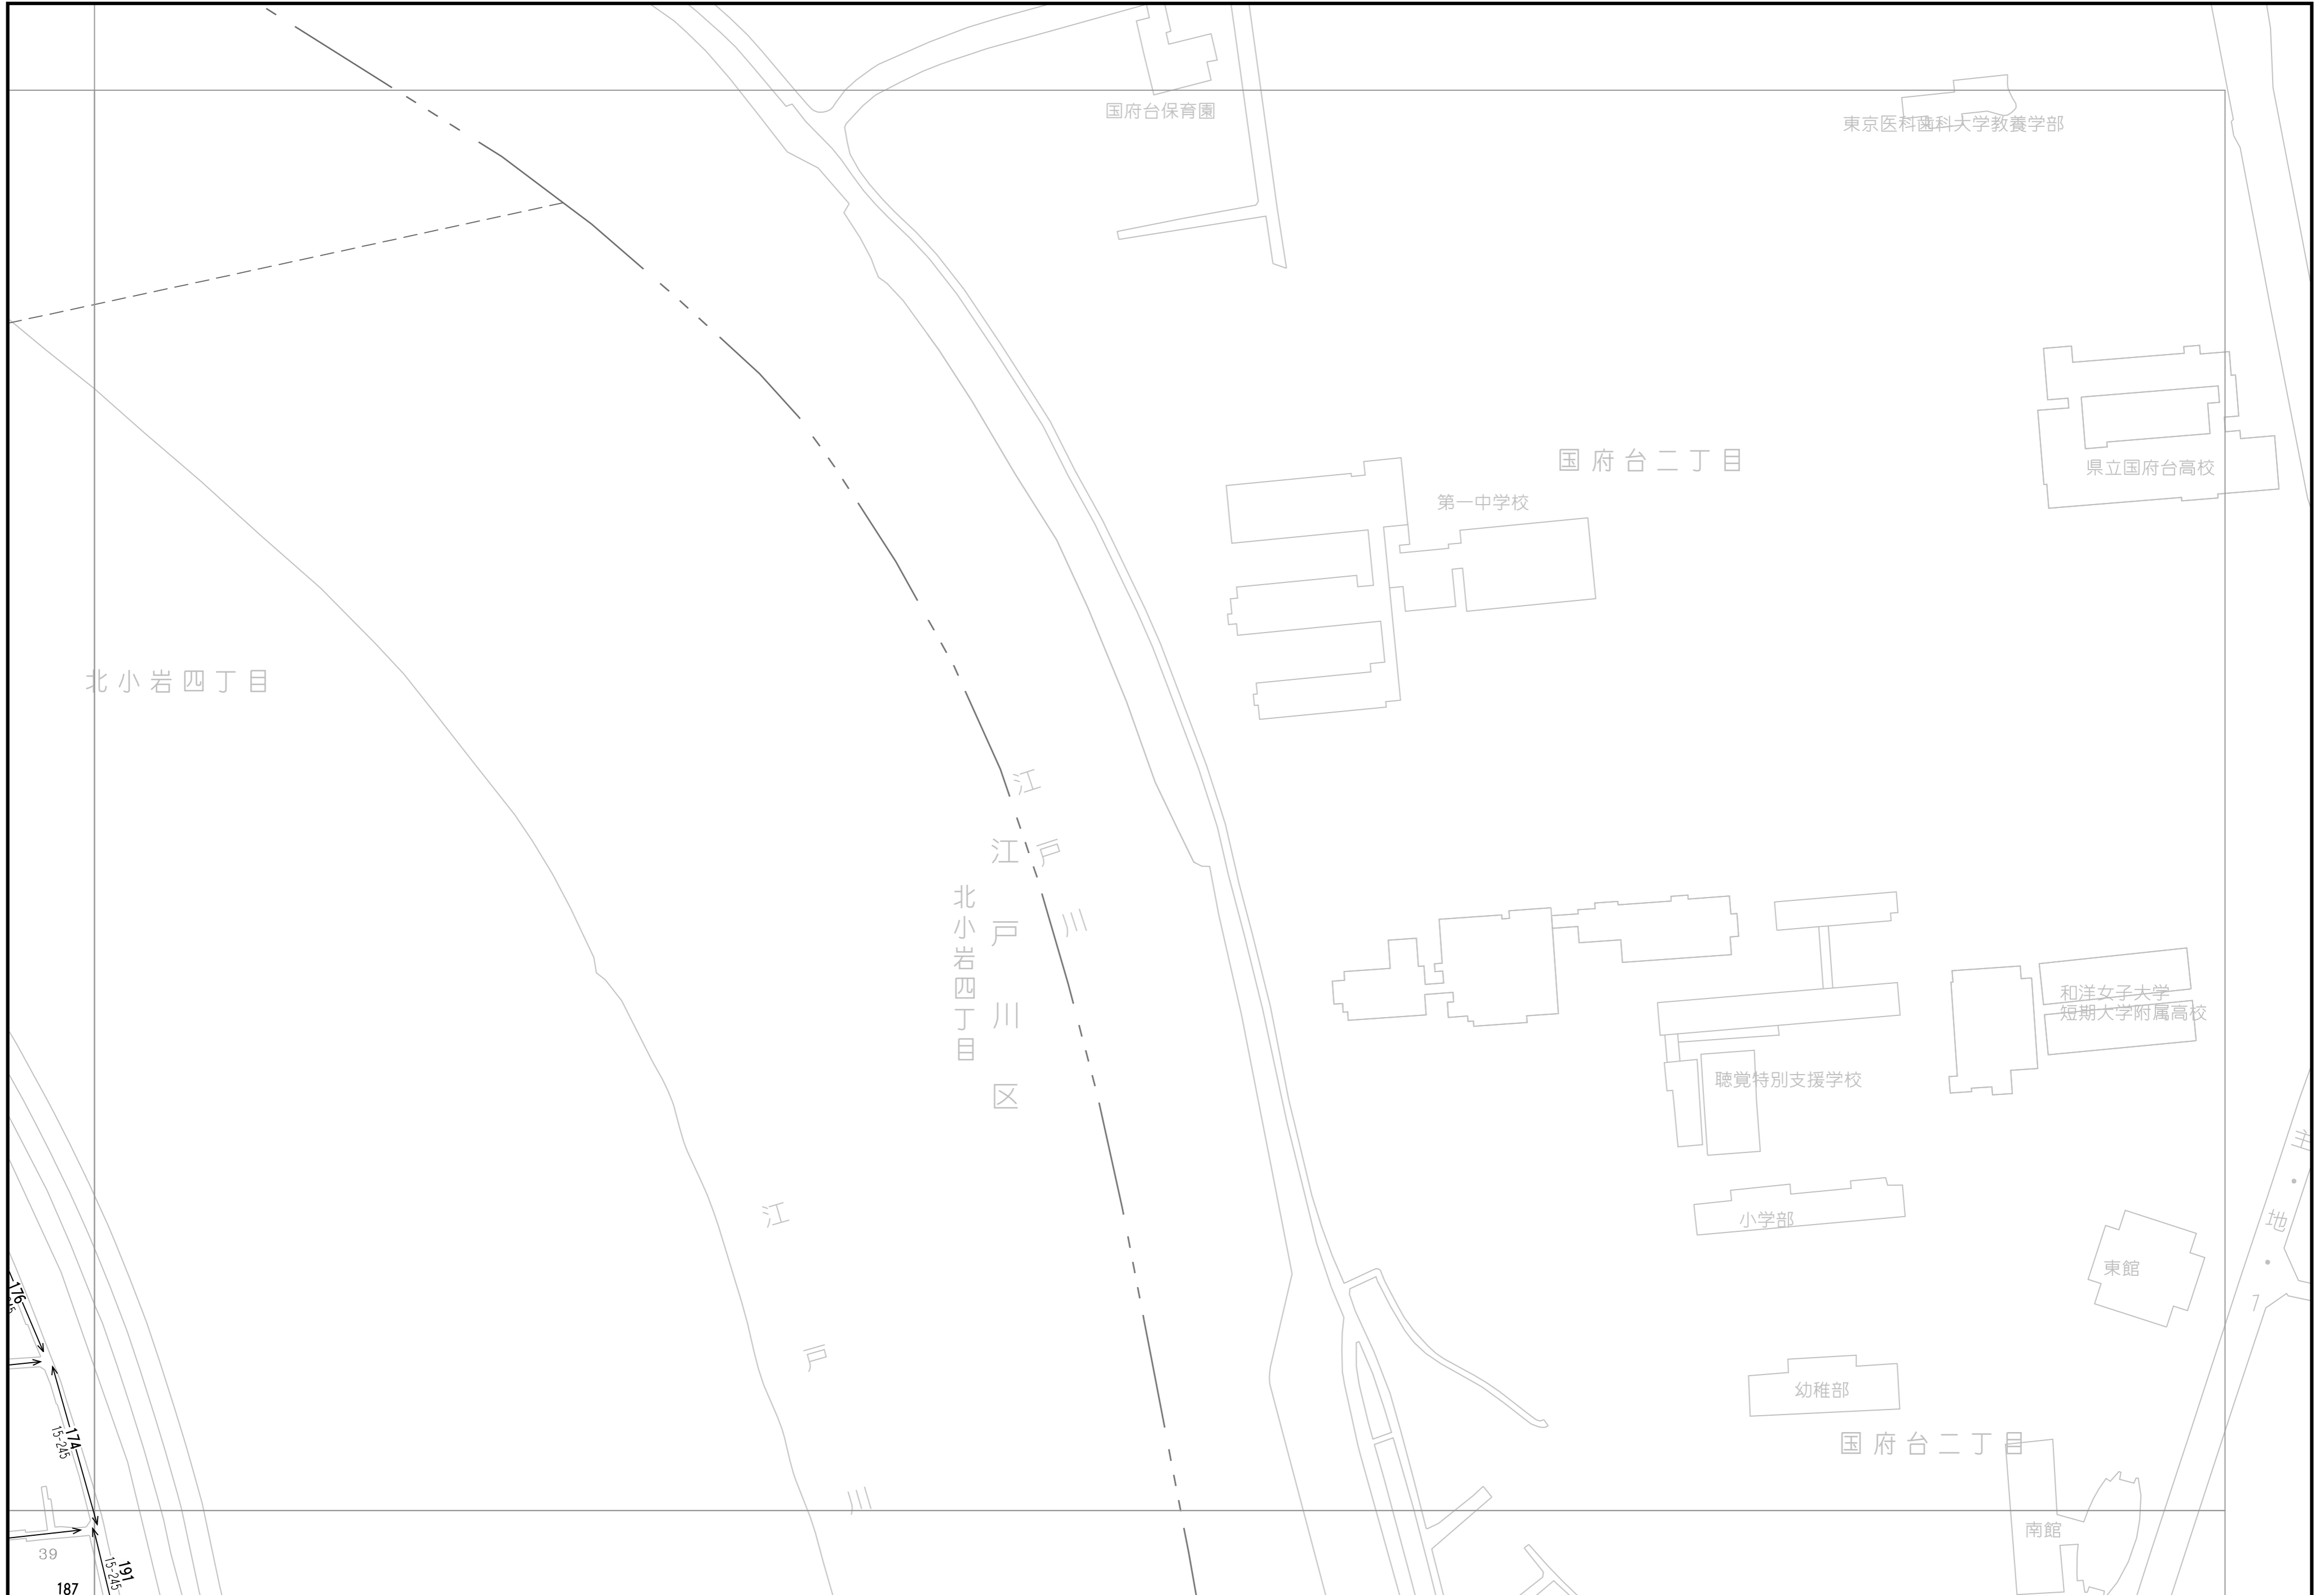 国府台保育園
東京医科歯科大学教養学部
国府台二丁目
県立国府台高校
第一中学校
北小岩四丁目
江戸川
江戸川区
北小岩四丁目
和洋女子大学
短期大学附属高校
聴覚特別支援学校
江戸川
小学部
東館
主
・
地
・
7
幼稚部
国府台二丁目
南館
176
174
15-245
191
15-245
187
39